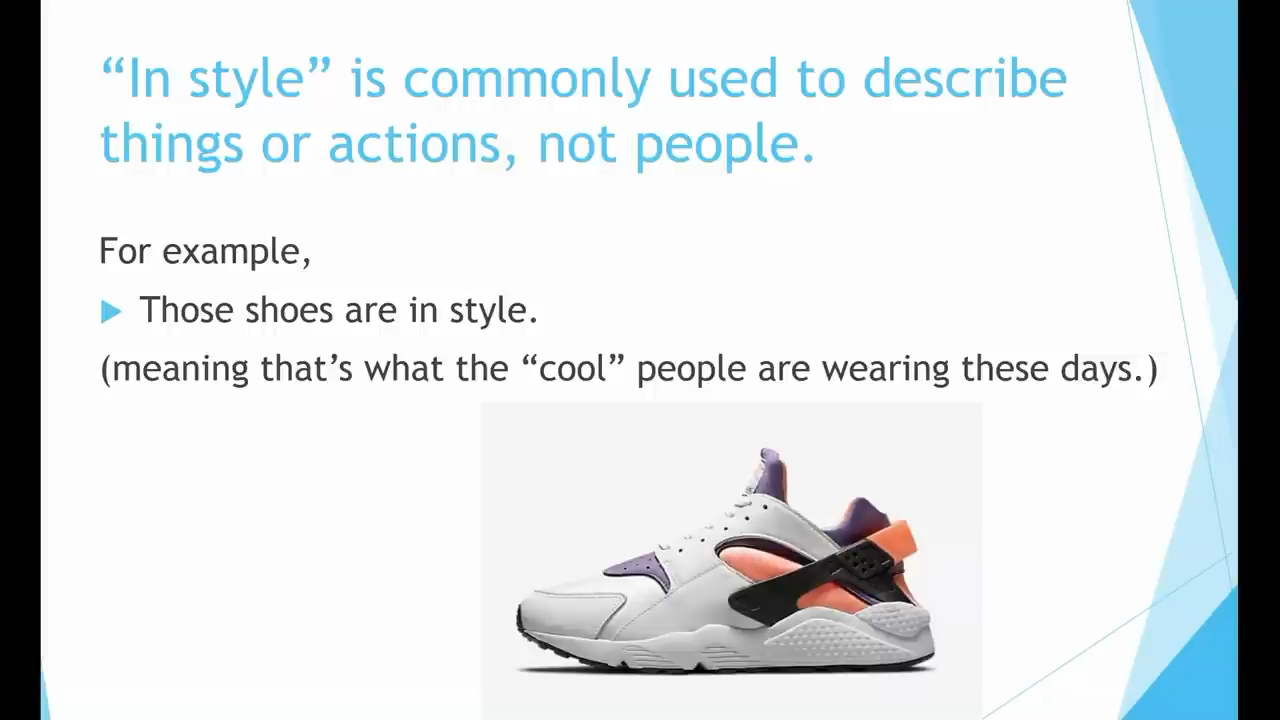 “In style” is commonly used to describe
things or actions, not people.
For example,
Those shoes are in style.
(meaning that’s what the “cool” people are wearing these days.)